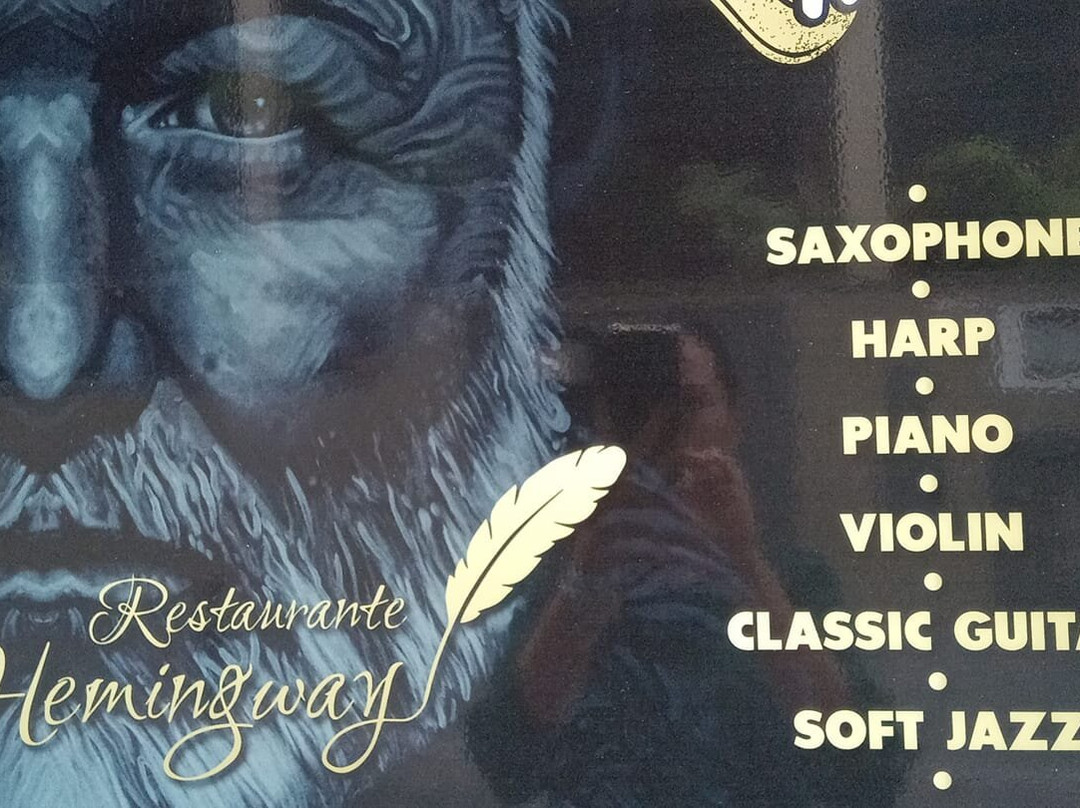 Restaurante
Hemingway
SAXOPHONE
HARP
PIANO
VIOLIN
CLASSIC GUITA
SOFT JAZZ